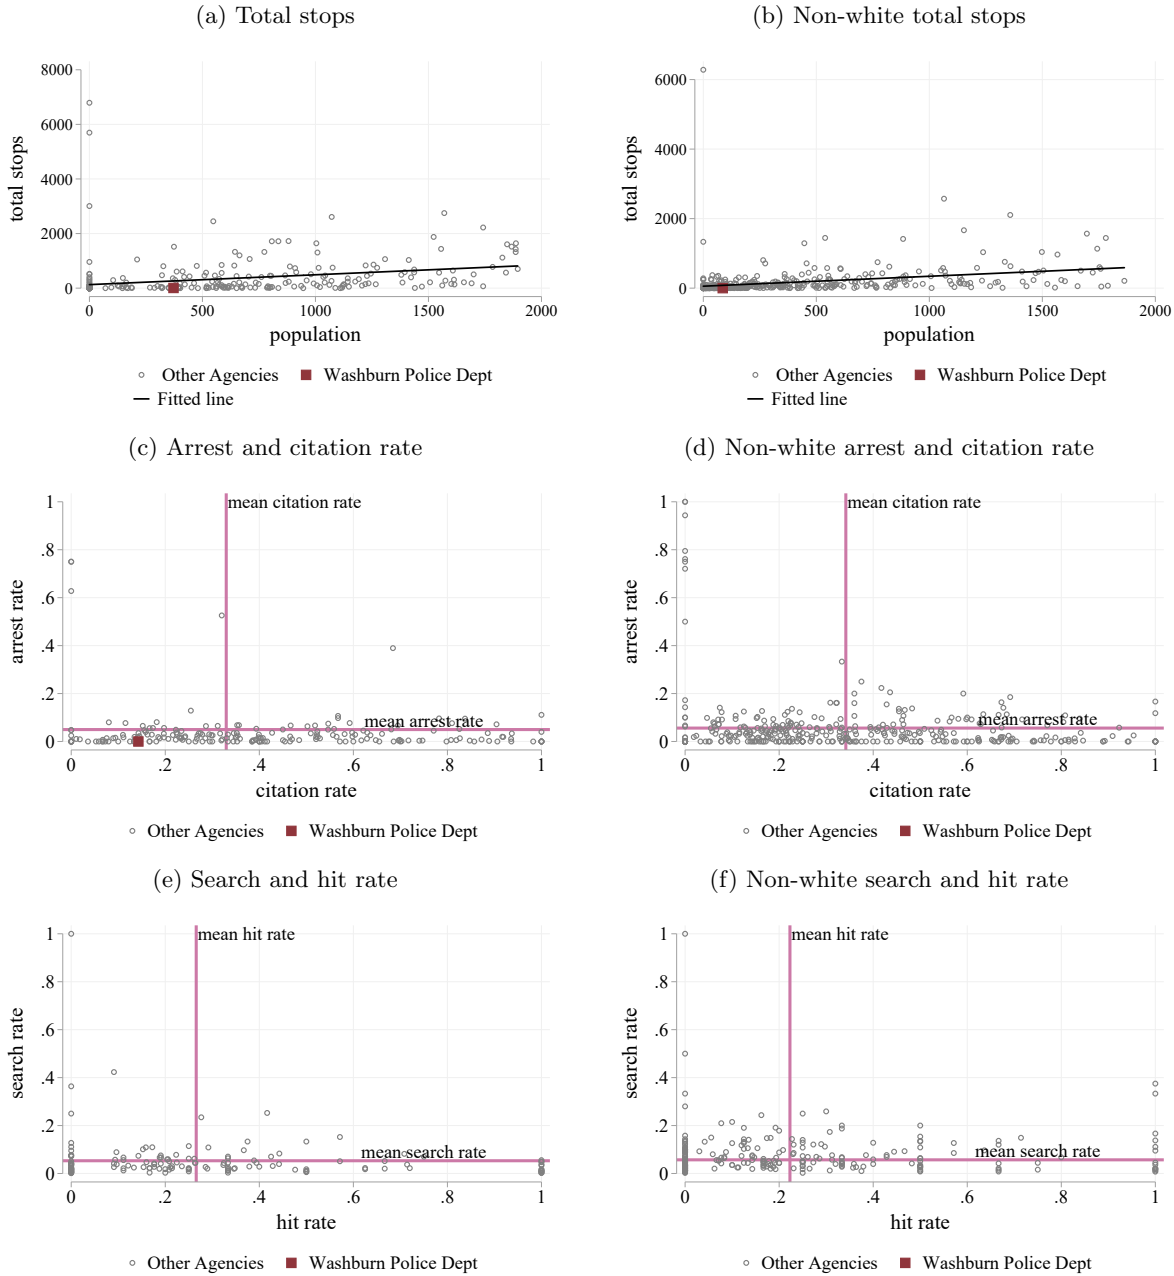 (a) Total stops
(b) Non-white total stops
8000
6000
4000
2000
0
total stops
0 500 1000 1500 2000
population
Other Agencies Washburn Police Dept
Fitted line
6000
4000
2000
0
total stops
0 500 1000 1500 2000
population
Other Agencies Washburn Police Dept
Fitted line
(c) Arrest and citation rate
(d) Non-white arrest and citation rate
1
.8
.6
.4
.2
0
arrest rate
mean citation rate
mean arrest rate
0 .2 .4 .6 .8 1
citation rate
Other Agencies Washburn Police Dept
1
.8
.6
.4
.2
0
arrest rate
mean citation rate
mean arrest rate
0 .2 .4 .6 .8 1
citation rate
Other Agencies Washburn Police Dept
(e) Search and hit rate
(f) Non-white search and hit rate
1
.8
.6
.4
.2
0
search rate
mean hit rate
mean search rate
0 .2 .4 .6 .8 1
hit rate
Other Agencies Washburn Police Dept
1
.8
.6
.4
.2
0
search rate
mean hit rate
mean search rate
0 .2 .4 .6 .8 1
hit rate
Other Agencies Washburn Police Dept